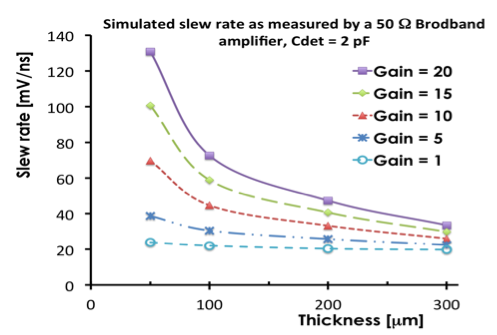 Simulated slew rate as measured by a 50 Ω Brodband
amplifier, Cdet = 2 pF
Slew rate [mV/ns]
140
120
100
80
60
40
20
0
Gain = 20
Gain = 15
Gain = 10
Gain = 5
Gain = 1
0 100 200 300
Thickness [μm]